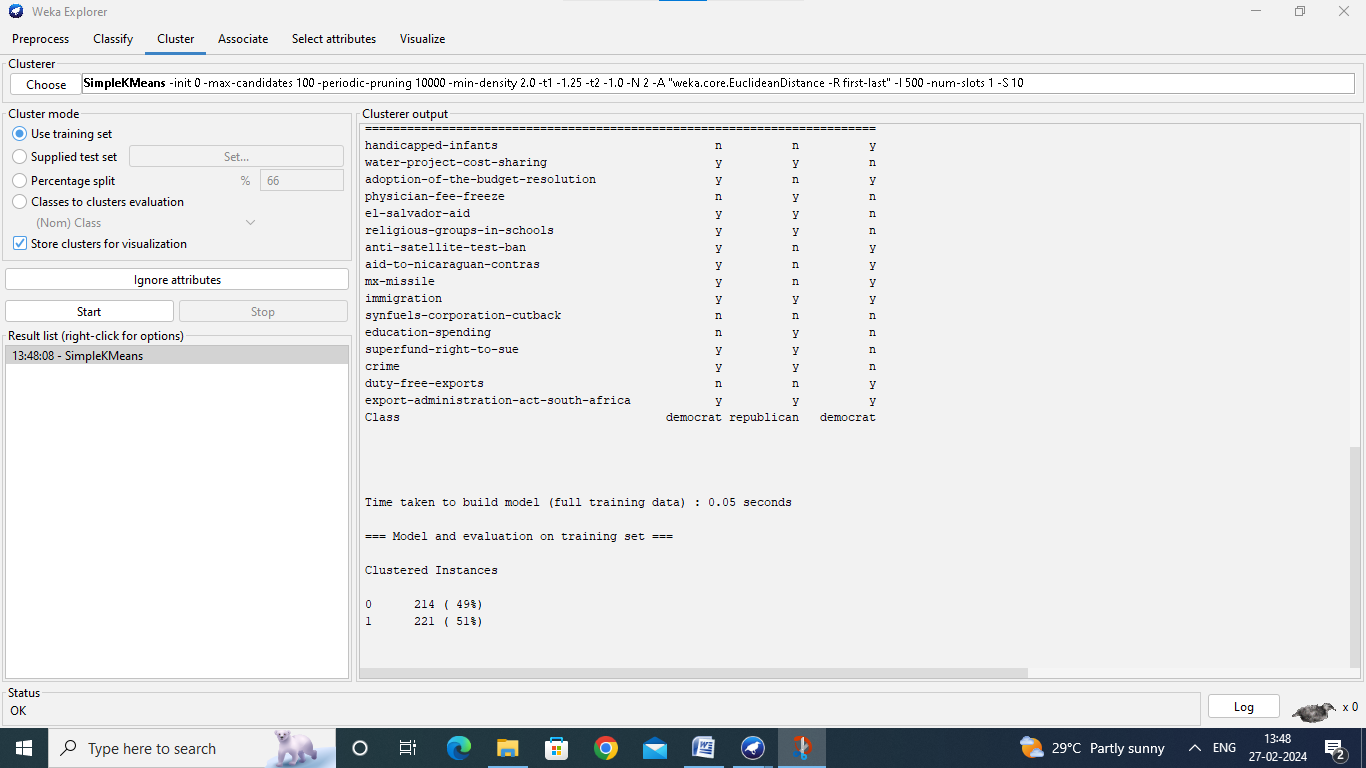 Weka Explorer
Preprocess Classify Cluster Associate Select attributes Visualize
Clusterer
Choose SimpleKMeans -init 0 -max-candidates 100 -periodic-pruning 10000 -min-density 2.0 -t1 -1.25 -t2 -1.0 -N 2 -A "weka.core.EuclideanDistance -R first-last" -I 500 -num-slots 1 -S 10
Cluster mode
Use training set
Supplied test set Set...
Percentage split % 66
Classes to clusters evaluation
(Nom) Class
Store clusters for visualization
Ignore attributes
Start Stop
Result list (right-click for options)
13:48:08 - SimpleKMeans
Clusterer output
=========================================================================
handicapped-infants n n y
water-project-cost-sharing y y n
adoption-of-the-budget-resolution y n y
physician-fee-freeze n y n
el-salvador-aid y y n
religious-groups-in-schools y y n
anti-satellite-test-ban y n y
aid-to-nicaraguan-contras y n y
mx-missile y n y
immigration y y y
synfuels-corporation-cutback n n n
education-spending n y n
superfund-right-to-sue y y n
crime y y n
duty-free-exports n n y
export-administration-act-south-africa y y y
Class democrat republican democrat
Time taken to build model (full training data) : 0.05 seconds
=== Model and evaluation on training set ===
Clustered Instances
0 214 ( 49%)
1 221 ( 51%)
Status
OK
Log x 0
Type here to search
29°C Partly sunny
ENG
13:48
27-02-2024
2